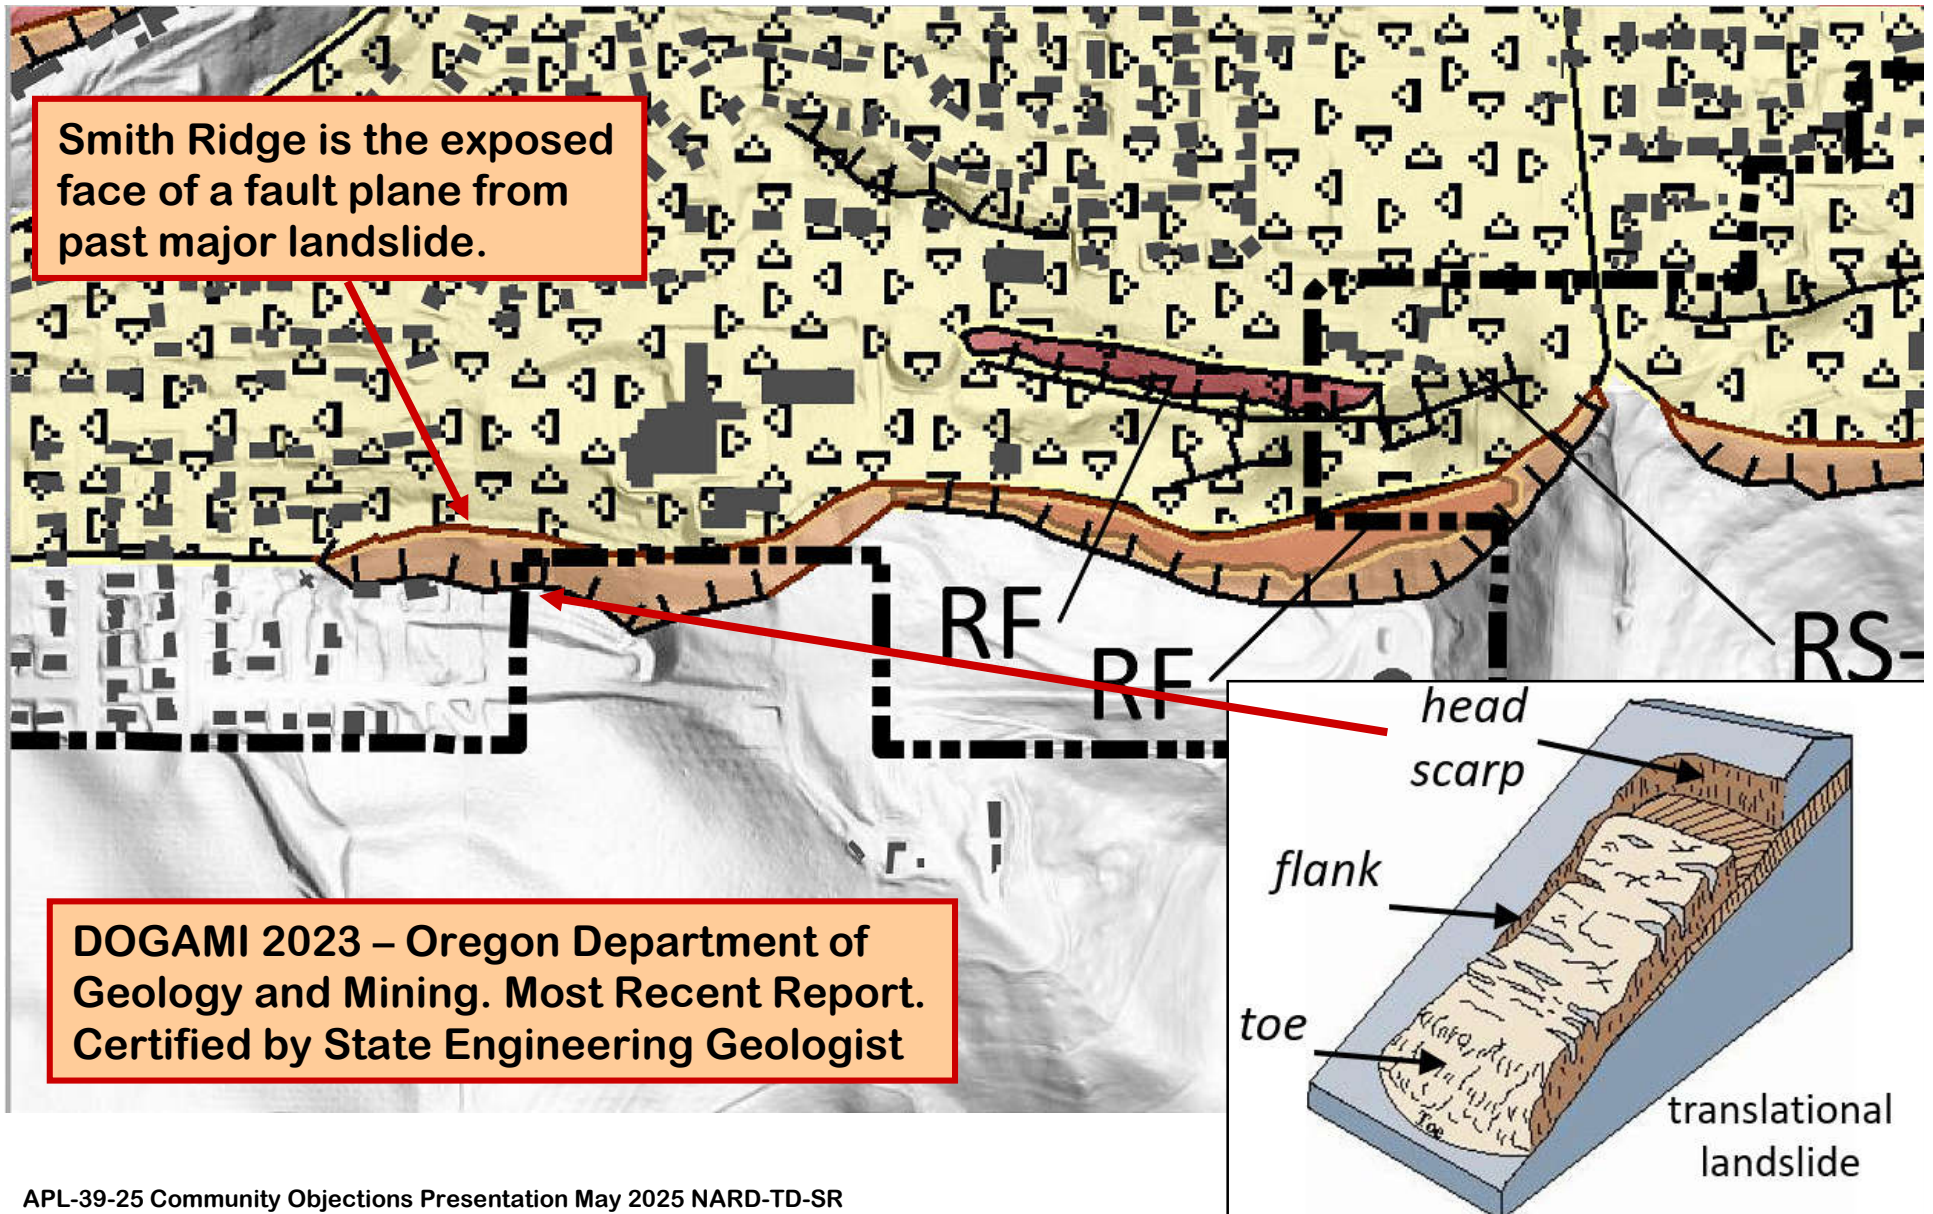 Smith Ridge is the exposed
face of a fault plane from
past major landslide.
RF
RF
RS-
DOGAMI 2023 – Oregon Department of
Geology and Mining. Most Recent Report.
Certified by State Engineering Geologist
head
scarp
flank
toe
Toe
translational
landslide
APL-39-25 Community Objections Presentation May 2025 NARD-TD-SR